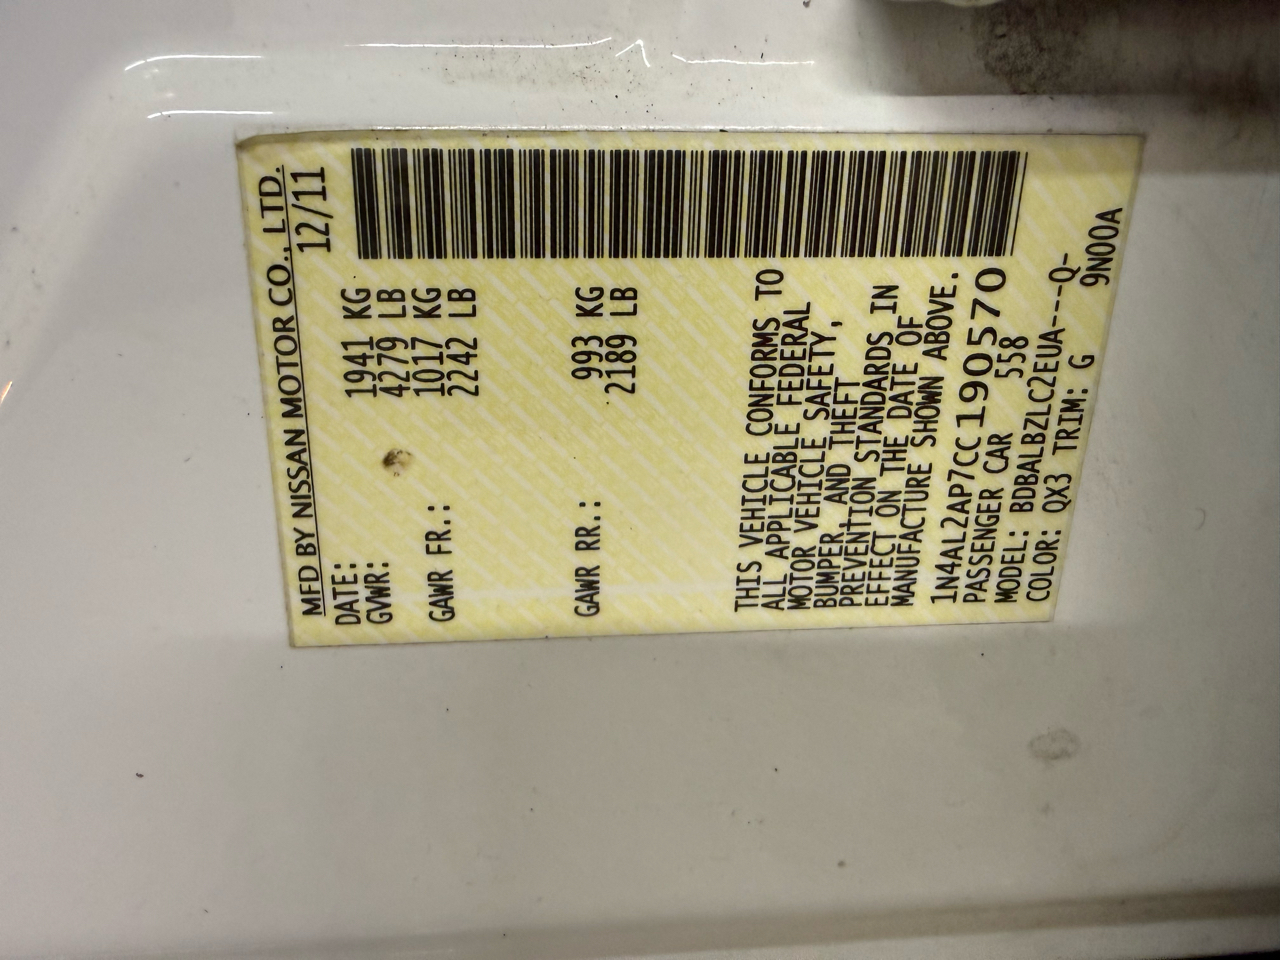 MFD BY NISSAN MOTOR CO., LTD.
DATE: 12/11
GVWR: 1941 KG
4279 LB
GAWR FR.: 1017 KG
2242 LB
GAWR RR.: 993 KG
2189 LB
THIS VEHICLE CONFORMS TO
ALL APPLICABLE FEDERAL
MOTOR VEHICLE SAFETY,
BUMPER, AND THEFT
PREVENTION STANDARDS IN
EFFECT ON THE DATE OF
MANUFACTURE SHOWN ABOVE.
1N4AL2AP7CC190570
PASSENGER CAR 558
MODEL: BDBALBZLC2EUA---Q-
COLOR: QX3 TRIM: G 9N00A